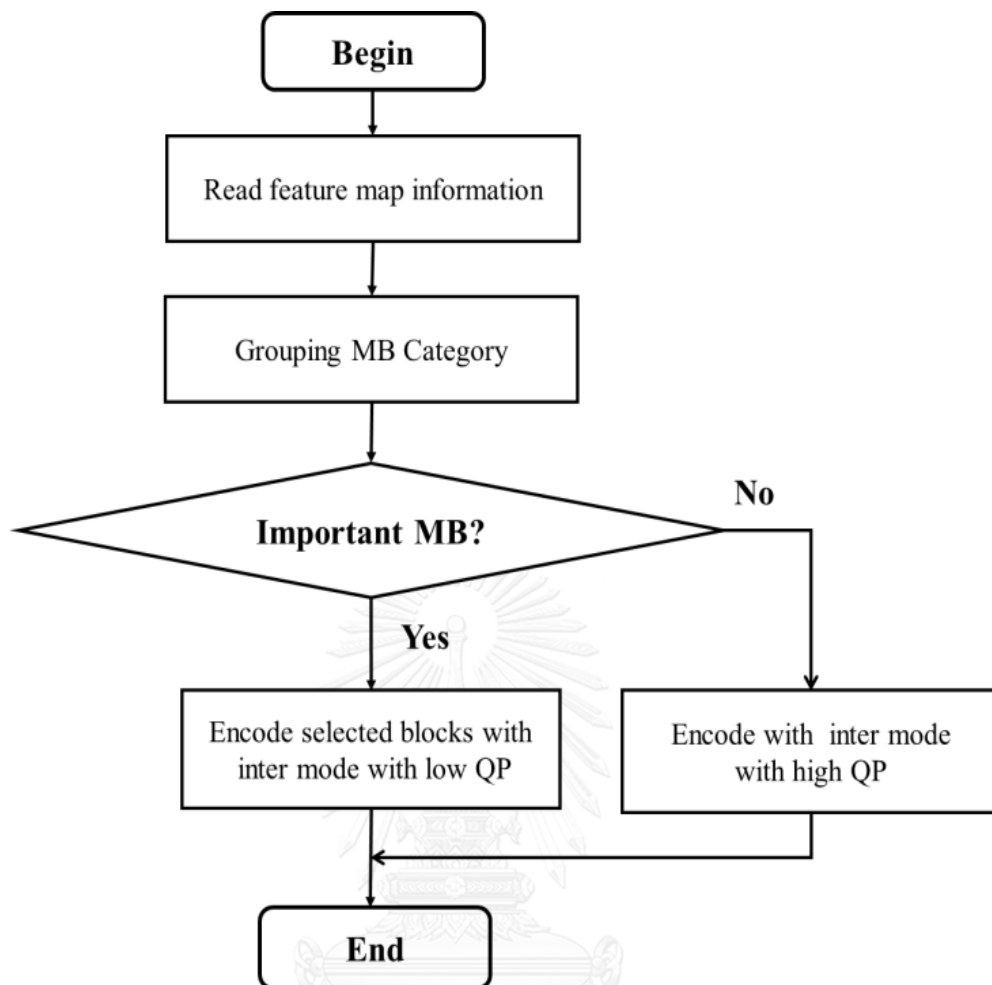 Begin
Read feature map information
Grouping MB Category
Important MB?
No
Yes
Encode selected blocks with
inter mode with low QP
Encode with inter mode
with high QP
End